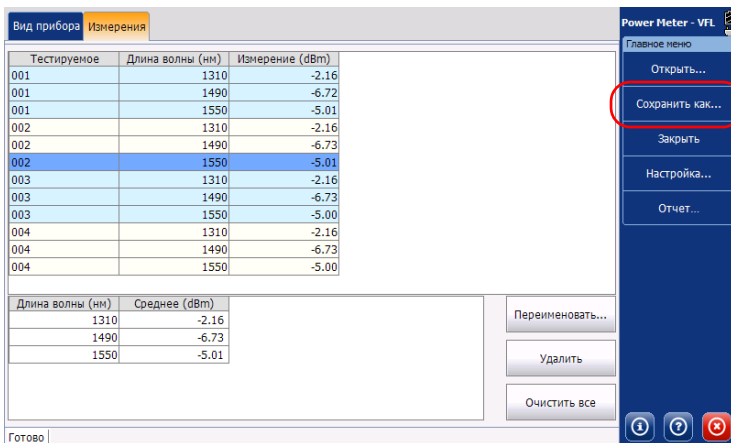 Вид прибора Измерения
Тестируемое Длина волны (нм) Измерение (dBm)
001 1310 -2.16
001 1490 -6.72
001 1550 -5.01
002 1310 -2.16
002 1490 -6.73
002 1550 -5.01
003 1310 -2.16
003 1490 -6.73
003 1550 -5.00
004 1310 -2.16
004 1490 -6.73
004 1550 -5.00
Длина волны (нм) Среднее (dBm)
1310 -2.16
1490 -6.73
1550 -5.01
Переименовать...
Удалить
Очистить все
Готово
Power Meter - VFL
Главное меню
Открыть...
Сохранить как...
Закрыть
Настройка...
Отчет...